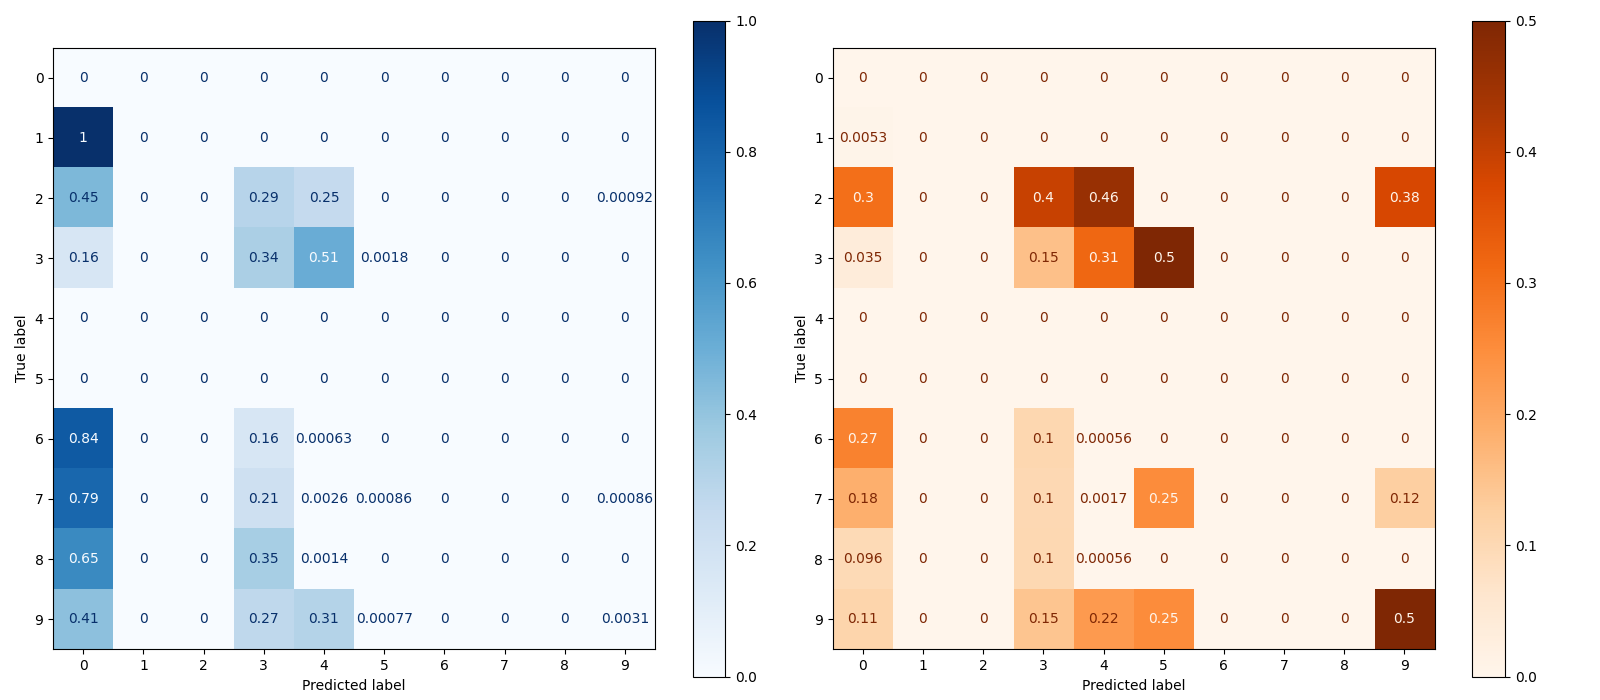 0 0 0 0 0 0 0 0 0 0 0
1 1 0 0 0 0 0 0 0 0 0
2 0.45 0 0 0.29 0.25 0 0 0 0 0.00092
3 0.16 0 0 0.34 0.51 0.0018 0 0 0 0
4 0 0 0 0 0 0 0 0 0 0
5 0 0 0 0 0 0 0 0 0 0
6 0.84 0 0 0.16 0.00063 0 0 0 0 0
7 0.79 0 0 0.21 0.0026 0.00086 0 0 0 0.00086
8 0.65 0 0 0.35 0.0014 0 0 0 0 0
9 0.41 0 0 0.27 0.31 0.00077 0 0 0 0.0031
0 1 2 3 4 5 6 7 8 9
True label
Predicted label
1.0
0.8
0.6
0.4
0.2
0.0
0 0 0 0 0 0 0 0 0 0 0
1 0.0053 0 0 0 0 0 0 0 0 0
2 0.3 0 0 0.4 0.46 0 0 0 0 0.38
3 0.035 0 0 0.15 0.31 0.5 0 0 0 0
4 0 0 0 0 0 0 0 0 0 0
5 0 0 0 0 0 0 0 0 0 0
6 0.27 0 0 0.1 0.00056 0 0 0 0 0
7 0.18 0 0 0.1 0.0017 0.25 0 0 0 0.12
8 0.096 0 0 0.1 0.00056 0 0 0 0 0
9 0.11 0 0 0.15 0.22 0.25 0 0 0 0.5
0 1 2 3 4 5 6 7 8 9
True label
Predicted label
0.5
0.4
0.3
0.2
0.1
0.0